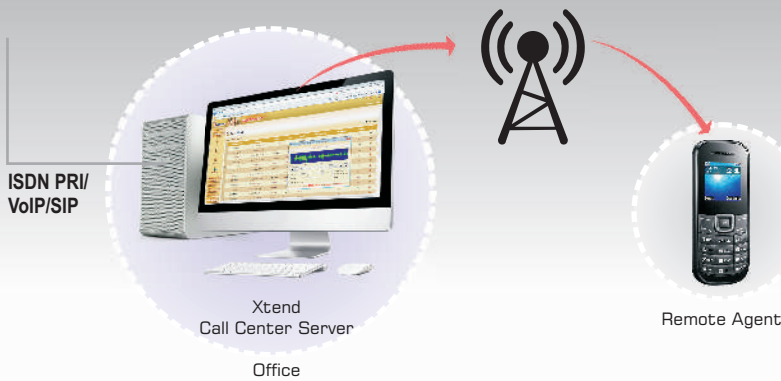 ISDN PRI/
VoIP/SIP
Xtend
Call Center Server
Office
Remote Agent